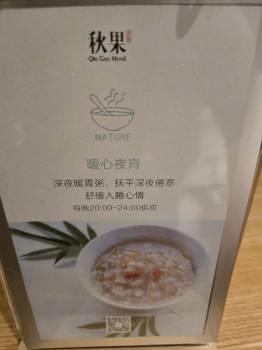 秋果
Qiu Guo Hotel
NATURE
暖心夜宵
深夜暖胃粥，抚平深夜倦意
舒缓入睡心情
每晚20:00-24:00供应